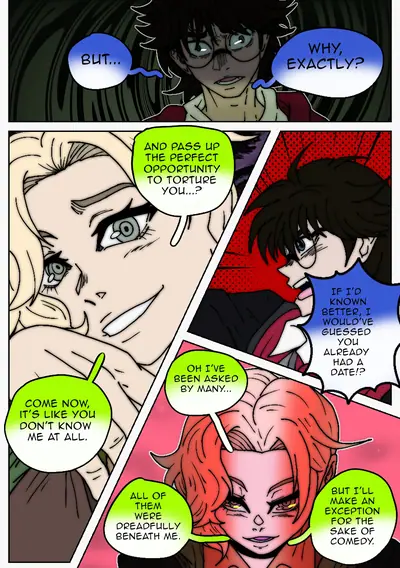 BUT...
WHY,
EXACTLY?
AND PASS UP
THE PERFECT
OPPORTUNITY
TO TORTURE
YOU...?
COME NOW,
IT'S LIKE YOU
DON'T KNOW
ME AT ALL.
IF I'D
KNOWN
BETTER, I
WOULD'VE
GUESSED
YOU
ALREADY
HAD A
DATE!?
OH I'VE
BEEN ASKED
BY MANY...
ALL OF
THEM
WERE
DREADFULLY
BENEATH ME.
BUT I'LL
MAKE AN
EXCEPTION
FOR THE
SAKE OF
COMEDY.